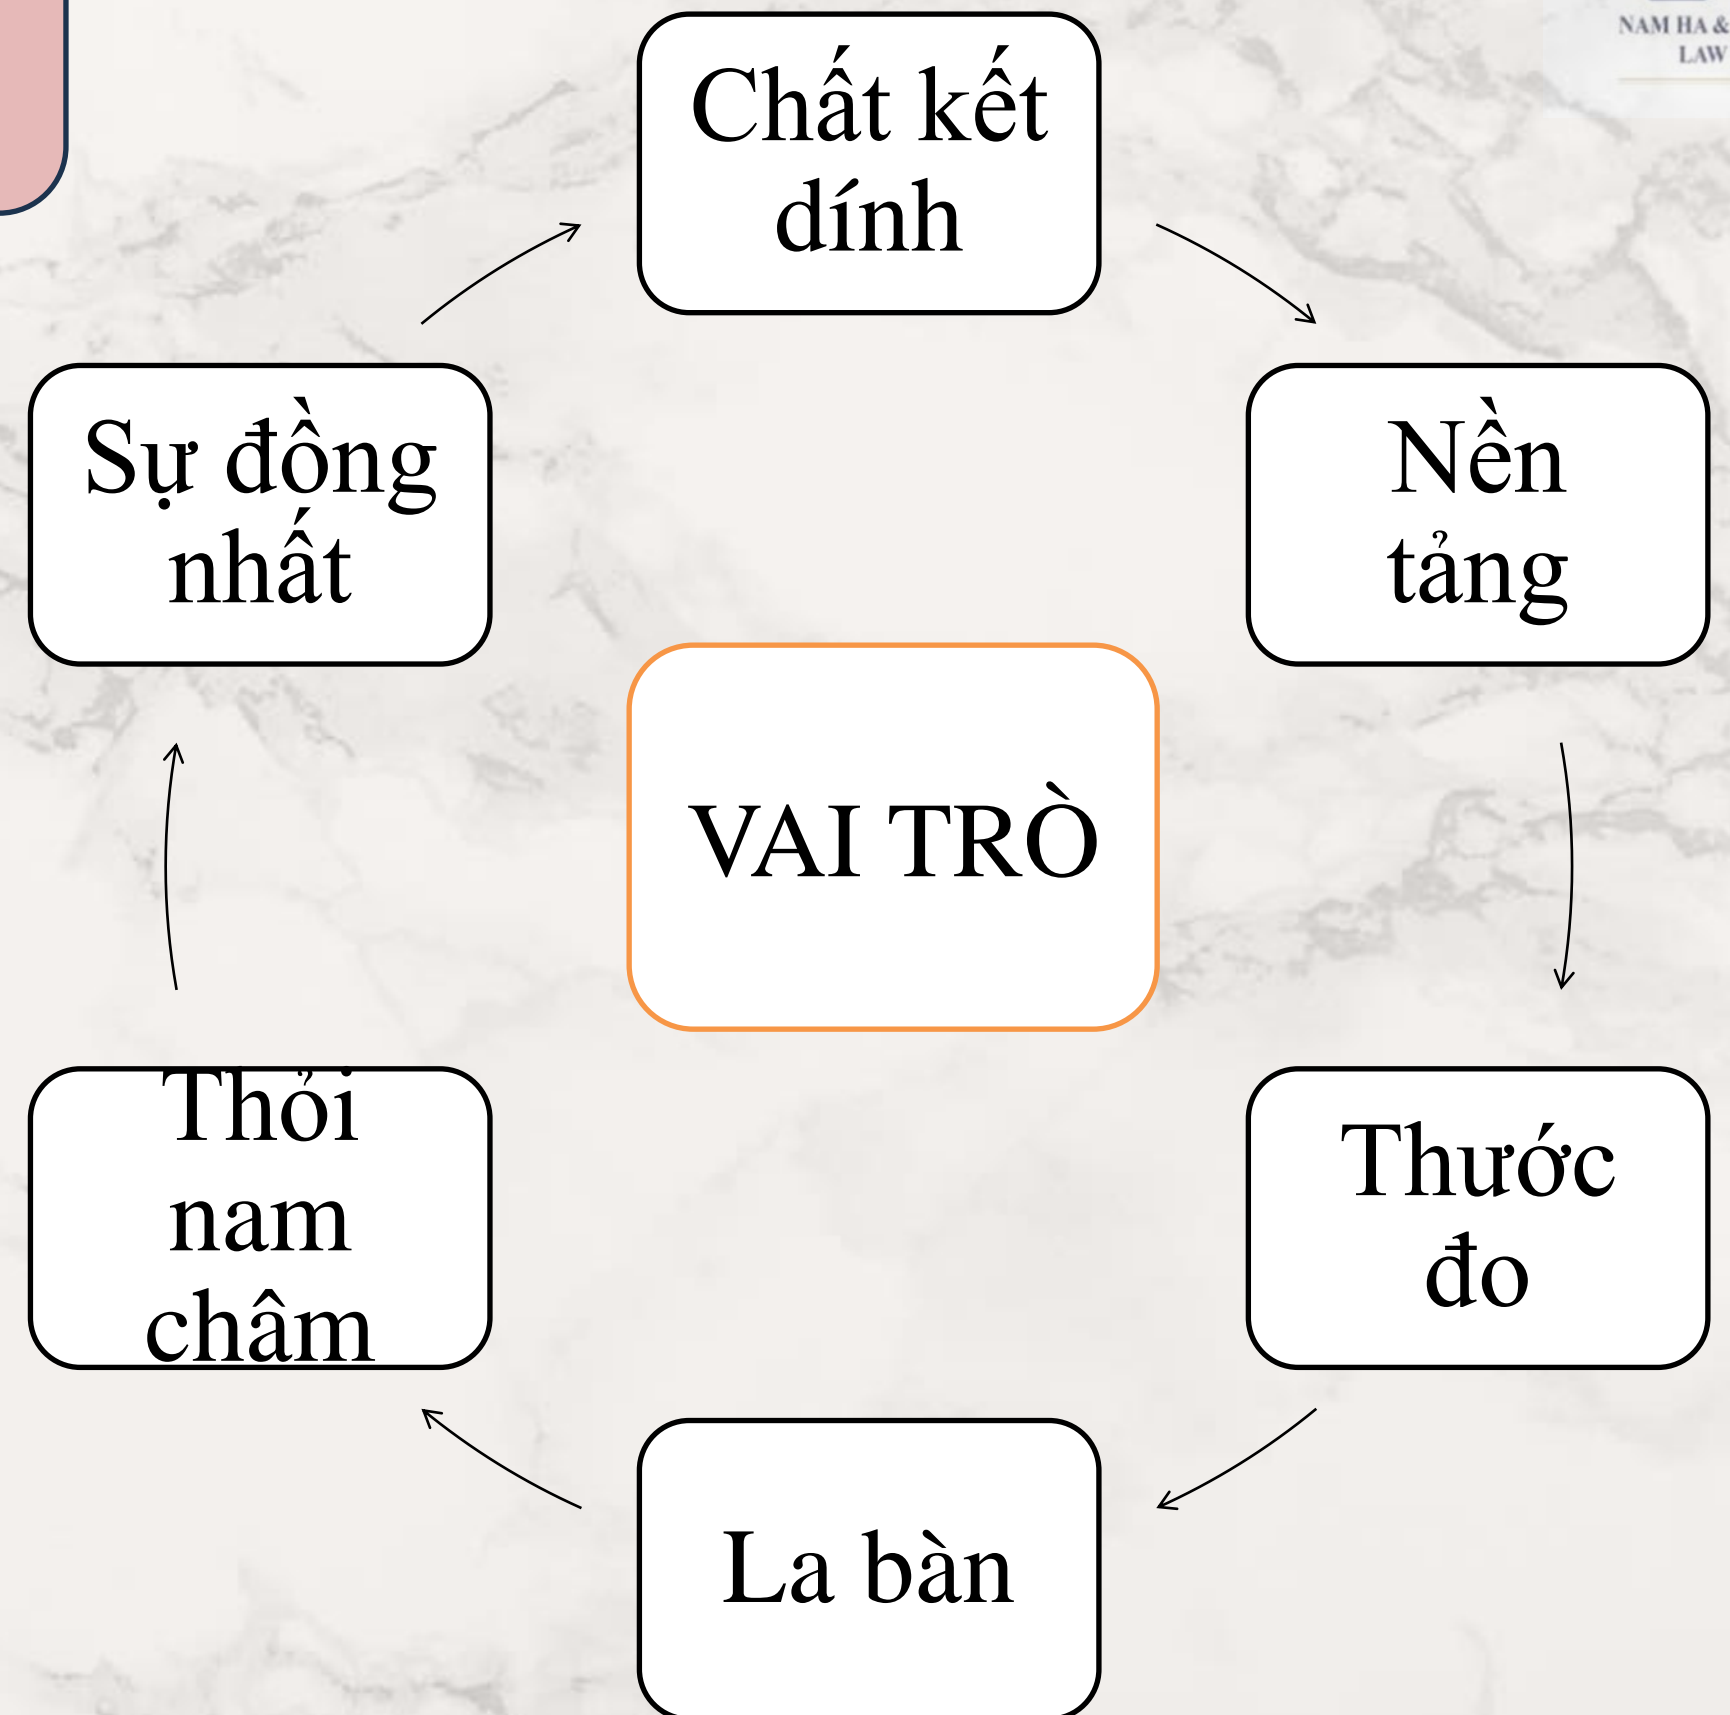 NAM HA &
LAW
Chất kết
dính
Nền
tảng
Thước
đo
La bàn
Thỏi
nam
châm
Sự đồng
nhất
VAI TRÒ